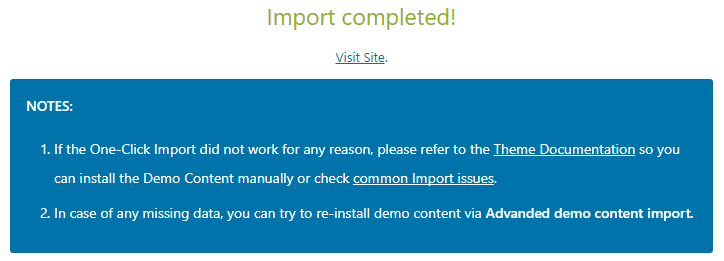 Import completed!
Visit Site.
NOTES:
1. If the One-Click Import did not work for any reason, please refer to the Theme Documentation so you
can install the Demo Content manually or check common Import issues.
2. In case of any missing data, you can try to re-install demo content via Advanded demo content import.